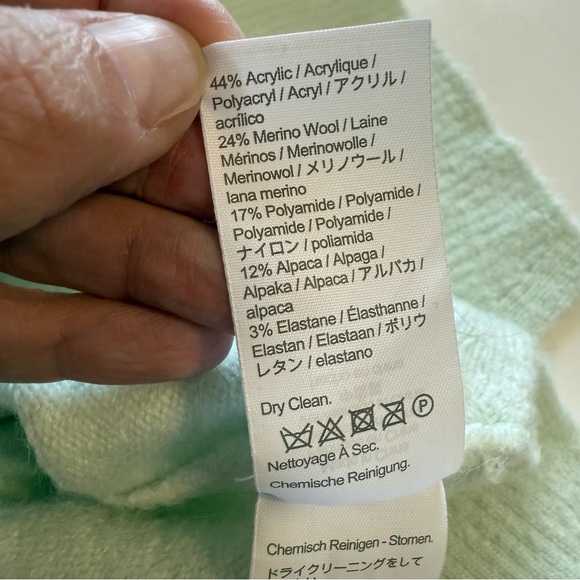 44% Acrylic / Acrylique /
Polyacryl / Acryl / アクリル /
acrílico
24% Merino Wool / Laine
Mérinos / Merinowolle /
Merinowol / メリノウール /
lana merino
17% Polyamide / Polyamide /
Polyamide / Polyamide /
ナイロン / poliamida
12% Alpaca / Alpaga /
Alpaka / Alpaca / アルパカ /
alpaca
3% Elastane / Élasthanne /
Elastan / Elastaan / ポリウ
レタン / elastano
Dry Clean.
P
Nettoyage À Sec.
Chemische Reinigung.
Chemisch Reinigen - Stomen.
ドライクリーニングをして